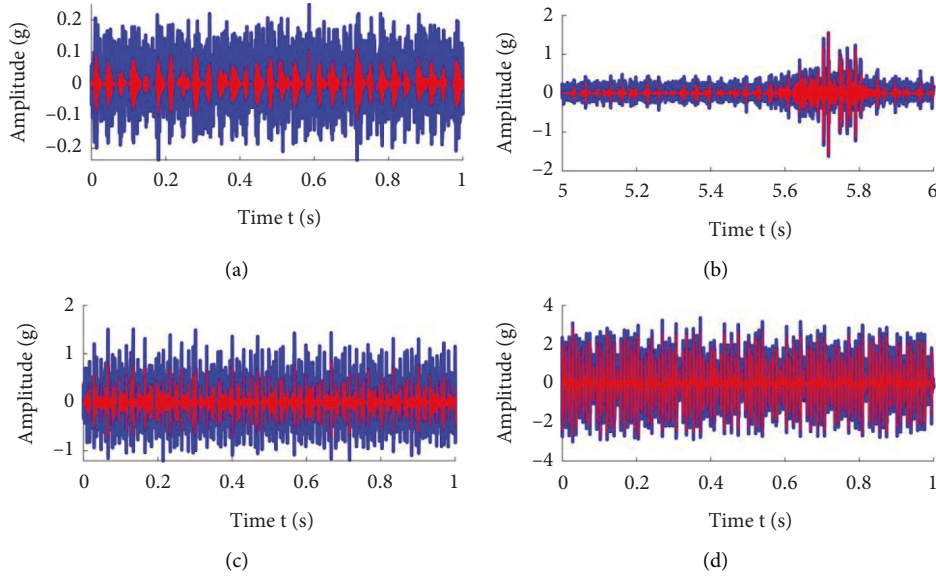 Amplitude (g)
0.2
0.1
0
−0.1
−0.2
0 0.2 0.4 0.6 0.8 1
Time t (s)
(a)
Amplitude (g)
2
1
0
−1
−2
5 5.2 5.4 5.6 5.8 6
Time t (s)
(b)
Amplitude (g)
2
1
0
−1
0 0.2 0.4 0.6 0.8 1
Time t (s)
(c)
Amplitude (g)
4
2
0
−2
−4
0 0.2 0.4 0.6 0.8 1
Time t (s)
(d)